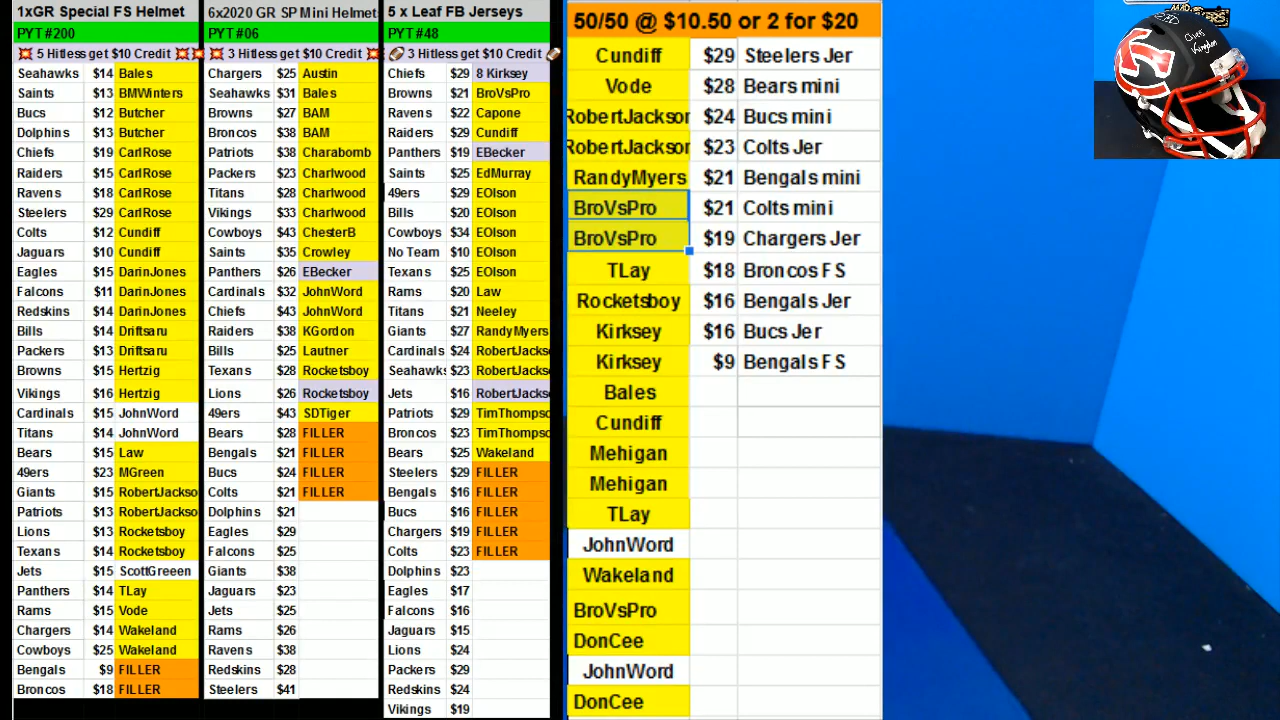 1xGR Special FS Helmet
PYT #200
5 Hitless get $10 Credit
Seahawks $14 Bales
Saints $13 BMWinters
Bucs $12 Butcher
Dolphins $13 Butcher
Chiefs $19 CarlRose
Raiders $15 CarlRose
Ravens $18 CarlRose
Steelers $29 CarlRose
Colts $12 Cundiff
Jaguars $10 Cundiff
Eagles $15 DarinJones
Falcons $11 DarinJones
Redskins $13 DarinJones
Bills $14 Driftsaru
Packers $13 Driftsaru
Browns $15 Hertzig
Vikings $16 Hertzig
Cardinals $15 JohnWord
Titans $14 JohnWord
Bears $15 Law
49ers $23 MGreen
Giants $15 RobertJackso
Patriots $13 RobertJackso
Lions $13 Rocketsboy
Texans $14 Rocketsboy
Jets $15 ScottGreeen
Panthers $14 TLay
Rams $15 Vode
Chargers $14 Wakeland
Cowboys $25 Wakeland
Bengals $9 FILLER
Broncos $18 FILLER
6x2020 GR SP Mini Helmet
PYT #06
3 Hitless get $10 Credit
Chargers $25 Austin
Seahawks $31 Bales
Browns $27 BAM
Broncos $38 BAM
Patriots $38 Charabomb
Packers $23 Charlwood
Titans $28 Charlwood
Vikings $33 Charlwood
Cowboys $43 ChesterB
Saints $35 Crowley
Panthers $26 EBecker
Cardinals $32 JohnWord
Chiefs $43 JohnWord
Raiders $38 KGordon
Bills $25 Lautner
Texans $28 Rocketsboy
Lions $26 Rocketsboy
49ers $43 SDTiger
Bears $28 FILLER
Bengals $21 FILLER
Bucs $24 FILLER
Colts $21 FILLER
Dolphins $21
Eagles $29
Falcons $25
Giants $38
Jaguars $23
Jets $25
Rams $26
Ravens $38
Redskins $28
Steelers $41
5 x Leaf FB Jerseys
PYT #48
3 Hitless get $10 Credit
Chiefs $29 8 Kirksey
Browns $21 BroVsPro
Ravens $22 Capone
Raiders $29 Cundiff
Panthers $19 EBecker
Saints $25 EdMurray
49ers $29 EOlson
Bills $20 EOlson
Cowboys $34 EOlson
No Team $10 EOlson
Texans $25 EOlson
Rams $20 Law
Titans $21 Neeley
Giants $27 RandyMyers
Cardinals $24 RobertJackso
Seahawks $23 RobertJackso
Jets $16 RobertJackso
Patriots $29 TimThompso
Broncos $23 TimThompso
Bears $25 Wakeland
Steelers $29 FILLER
Bengals $16 FILLER
Bucs $16 FILLER
Chargers $19 FILLER
Colts $23 FILLER
Dolphins $23
Eagles $17
Falcons $16
Jaguars $15
Lions $24
Packers $29
Redskins $24
Vikings $19
50/50 @ $10.50 or 2 for $20
Cundiff $29 Steelers Jer
Vode $28 Bears mini
RobertJackson $24 Bucs mini
RobertJackson $23 Colts Jer
RandyMyers $21 Bengals mini
BroVsPro $21 Colts mini
BroVsPro $19 Chargers Jer
TLay $18 Broncos FS
Rocketsboy $16 Bengals Jer
Kirksey $16 Bucs Jer
Kirksey $9 Bengals FS
Bales
Cundiff
Mehigan
Mehigan
TLay
JohnWord
Wakeland
BroVsPro
DonCee
JohnWord
DonCee
Chiefs
Kingdom